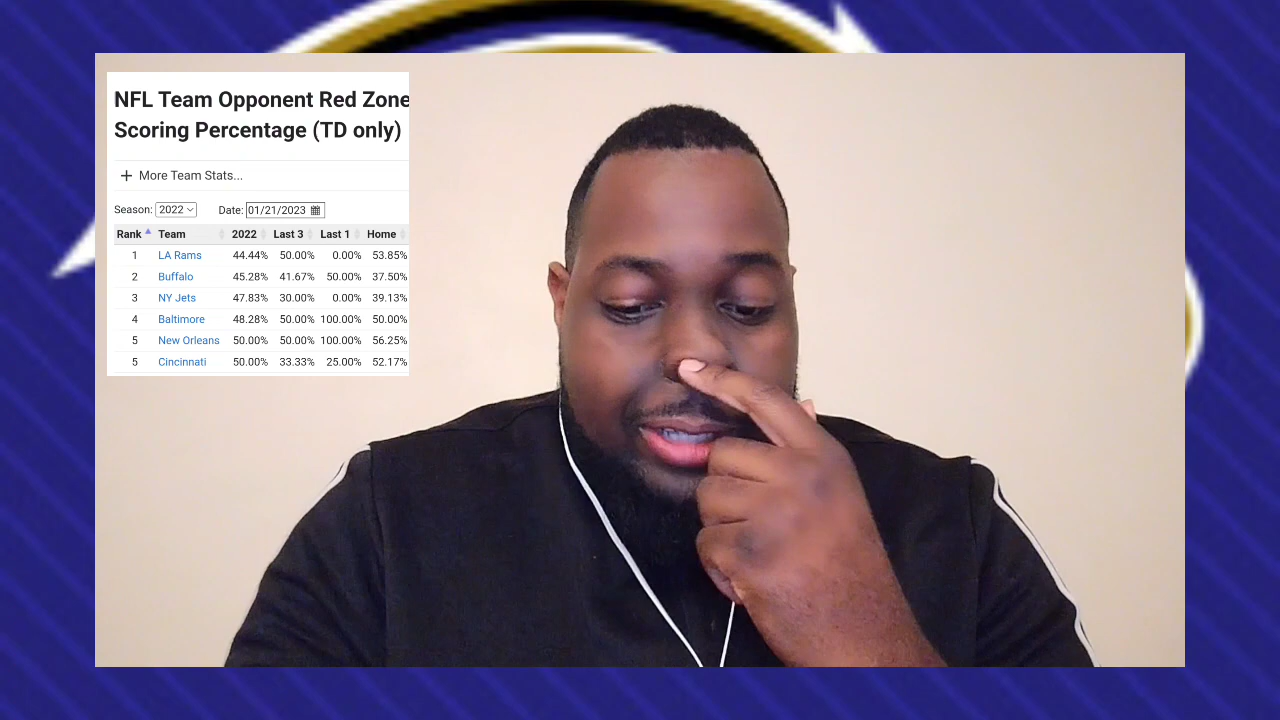 NFL Team Opponent Red Zone
Scoring Percentage (TD only)
+ More Team Stats...
Season: 2022 Date: 01/21/2023
Rank Team 2022 Last 3 Last 1 Home
1 LA Rams 44.44% 50.00% 0.00% 53.85%
2 Buffalo 45.28% 41.67% 50.00% 37.50%
3 NY Jets 47.83% 30.00% 0.00% 39.13%
4 Baltimore 48.28% 50.00% 100.00% 50.00%
5 New Orleans 50.00% 50.00% 100.00% 56.25%
5 Cincinnati 50.00% 33.33% 25.00% 52.17%